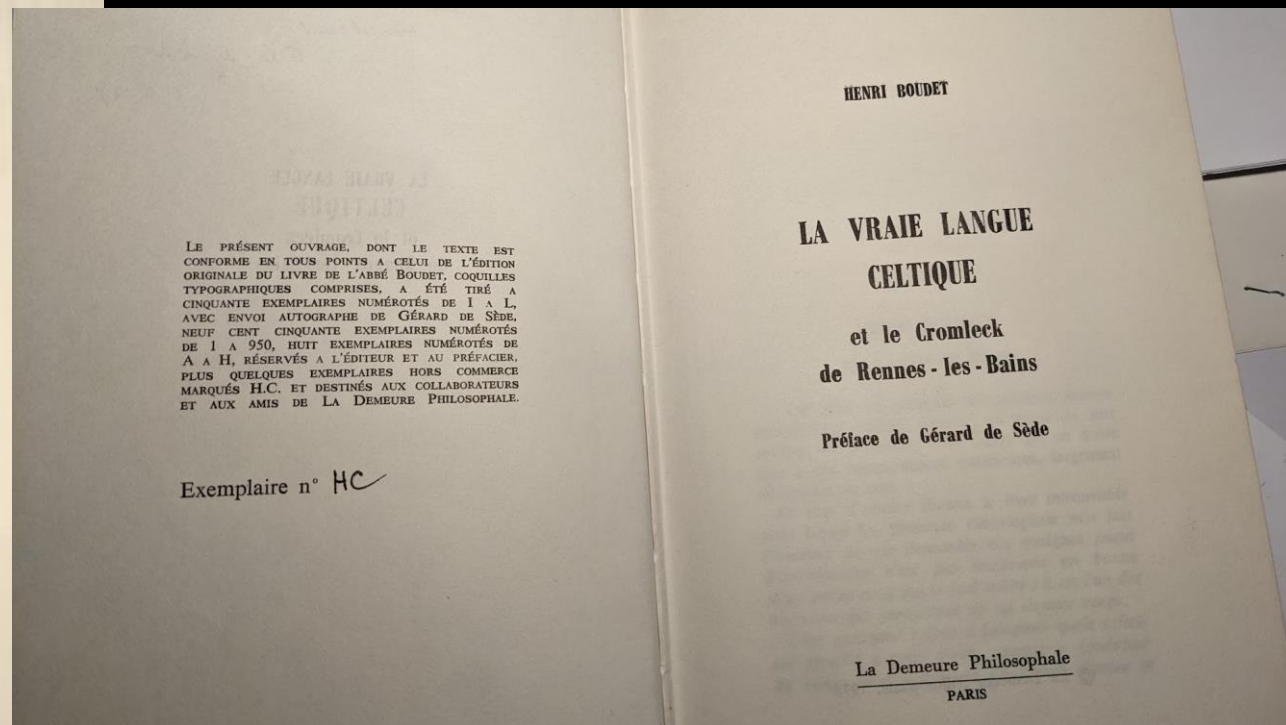 LE PRÉSENT OUVRAGE, DONT LE TEXTE EST
CONFORME EN TOUS POINTS A CELUI DE L'ÉDITION
ORIGINALE DU LIVRE DE L'ABBÉ BOUDET, COQUILLES
TYPOGRAPHIQUES COMPRISES, A ÉTÉ TIRÉ A
CINQUANTE EXEMPLAIRES NUMÉROTÉS DE I A L,
AVEC ENVOI AUTOGRAPHE DE GÉRARD DE SÈDE,
NEUF CENT CINQUANTE EXEMPLAIRES NUMÉROTÉS
DE 1 A 950, HUIT EXEMPLAIRES NUMÉROTÉS DE
A A H, RÉSERVÉS A L'ÉDITEUR ET AU PRÉFACIER,
PLUS QUELQUES EXEMPLAIRES HORS COMMERCE
MARQUÉS H.C. ET DESTINÉS AUX COLLABORATEURS
ET AUX AMIS DE LA DEMEURE PHILOSOPHALE.
Exemplaire n° HC
HENRI BOUDET
LA VRAIE LANGUE
CELTIQUE
et le Cromleck
de Rennes - les - Bains
Préface de Gérard de Sède
La Demeure Philosophale
PARIS